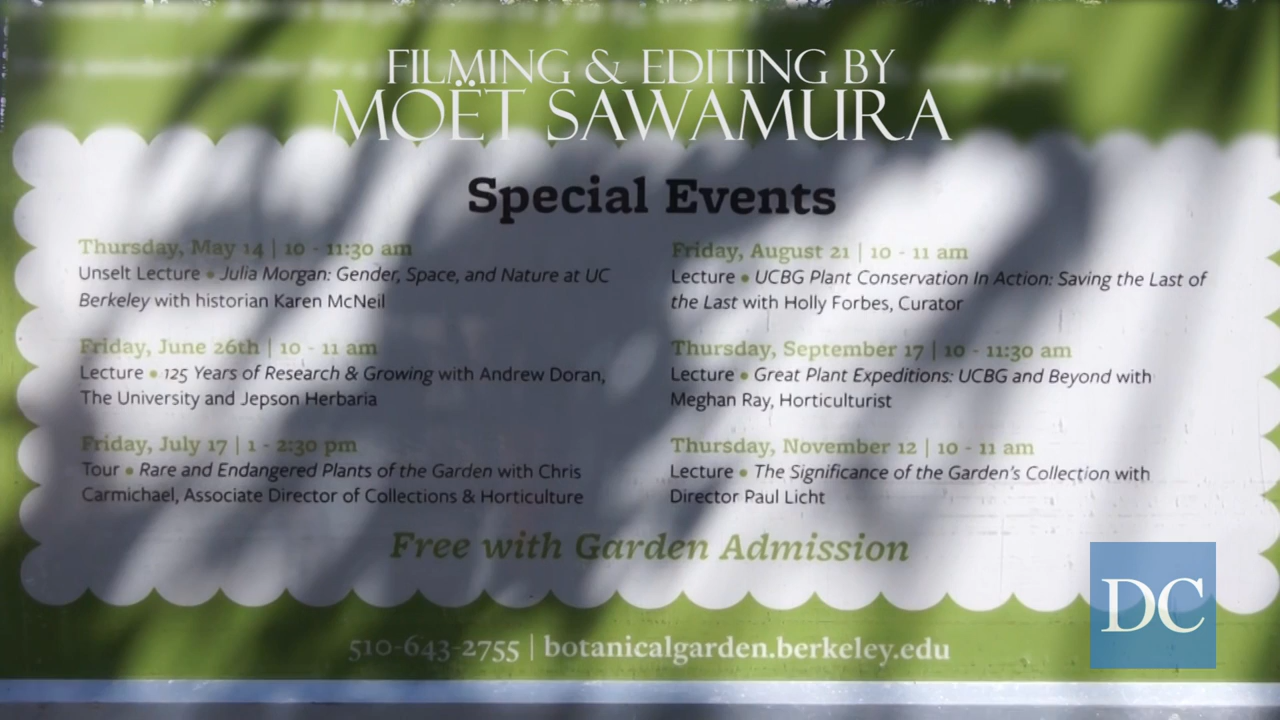 FILMING & EDITING BY
MOËT SAWAMURA
Special Events
Thursday, May 14 | 10 - 11:30 am
Unselt Lecture • Julia Morgan: Gender, Space, and Nature at UC
Berkeley with historian Karen McNeil
Friday, June 26th | 10 - 11 am
Lecture • 125 Years of Research & Growing with Andrew Doran,
The University and Jepson Herbaria
Friday, July 17 | 1 - 2:30 pm
Tour • Rare and Endangered Plants of the Garden with Chris
Carmichael, Associate Director of Collections & Horticulture
Friday, August 21 | 10 - 11 am
Lecture • UCBG Plant Conservation In Action: Saving the Last of
the Last with Holly Forbes, Curator
Thursday, September 17 | 10 - 11:30 am
Lecture • Great Plant Expeditions: UCBG and Beyond with
Meghan Ray, Horticulturist
Thursday, November 12 | 10 - 11 am
Lecture • The Significance of the Garden's Collection with
Director Paul Licht
Free with Garden Admission
510-643-2755 | botanicalgarden.berkeley.edu
DC